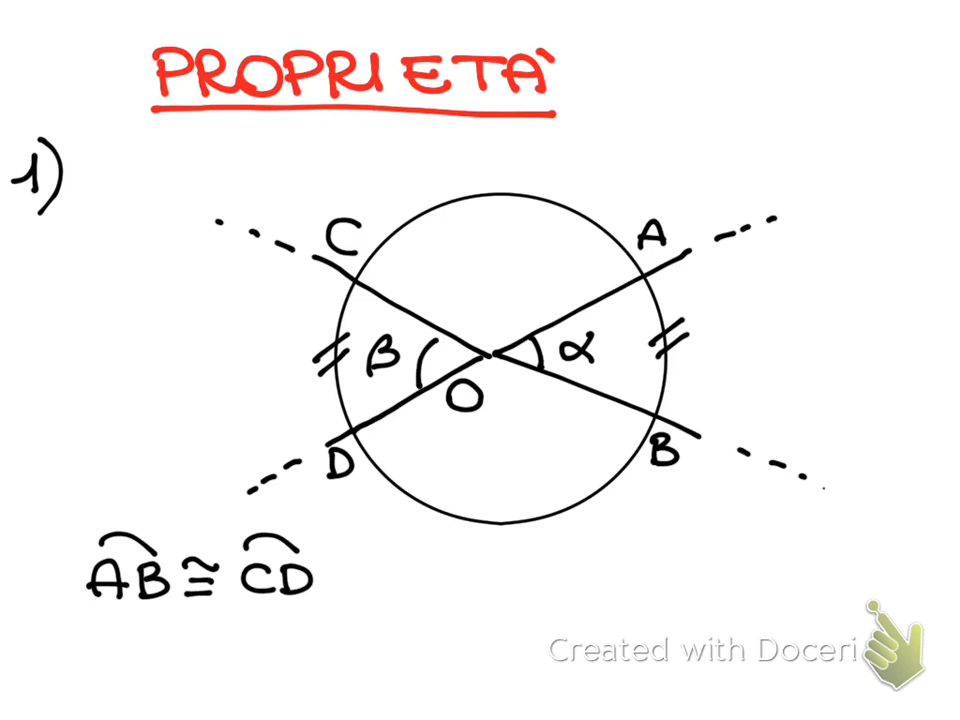 PROPRIETÀ
1)
C A
β α
O
D B
AB ≅ CD
Created with Doceri